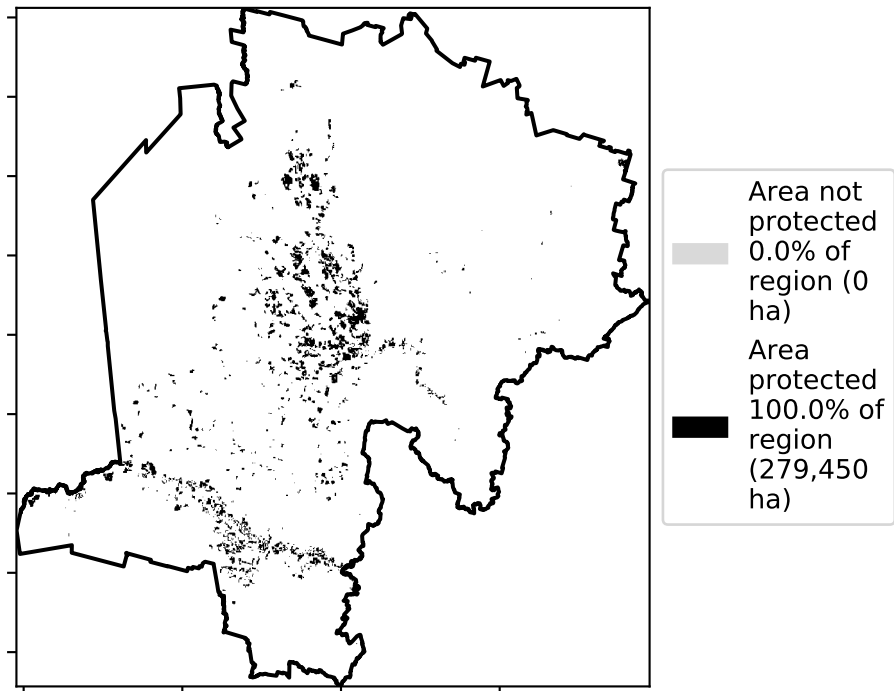 Area not
protected
0.0% of
region (0
ha)
Area
protected
100.0% of
region
(279,450
ha)